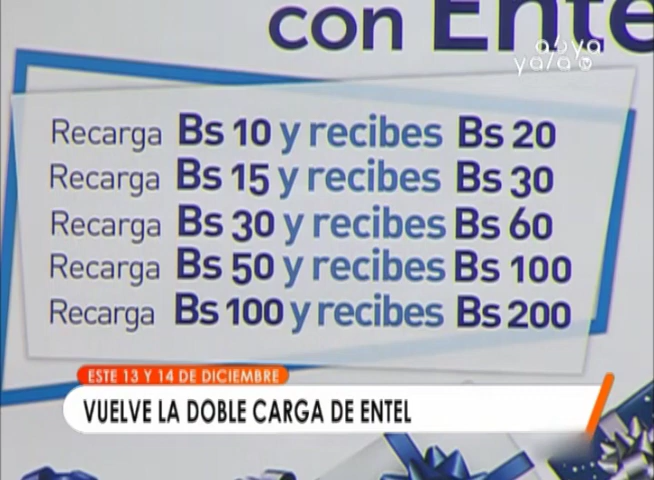 con Ente
abya
yala tv
Recarga Bs 10 y recibes Bs 20
Recarga Bs 15 y recibes Bs 30
Recarga Bs 30 y recibes Bs 60
Recarga Bs 50 y recibes Bs 100
Recarga Bs 100 y recibes Bs 200
ESTE 13 Y 14 DE DICIEMBRE
VUELVE LA DOBLE CARGA DE ENTEL